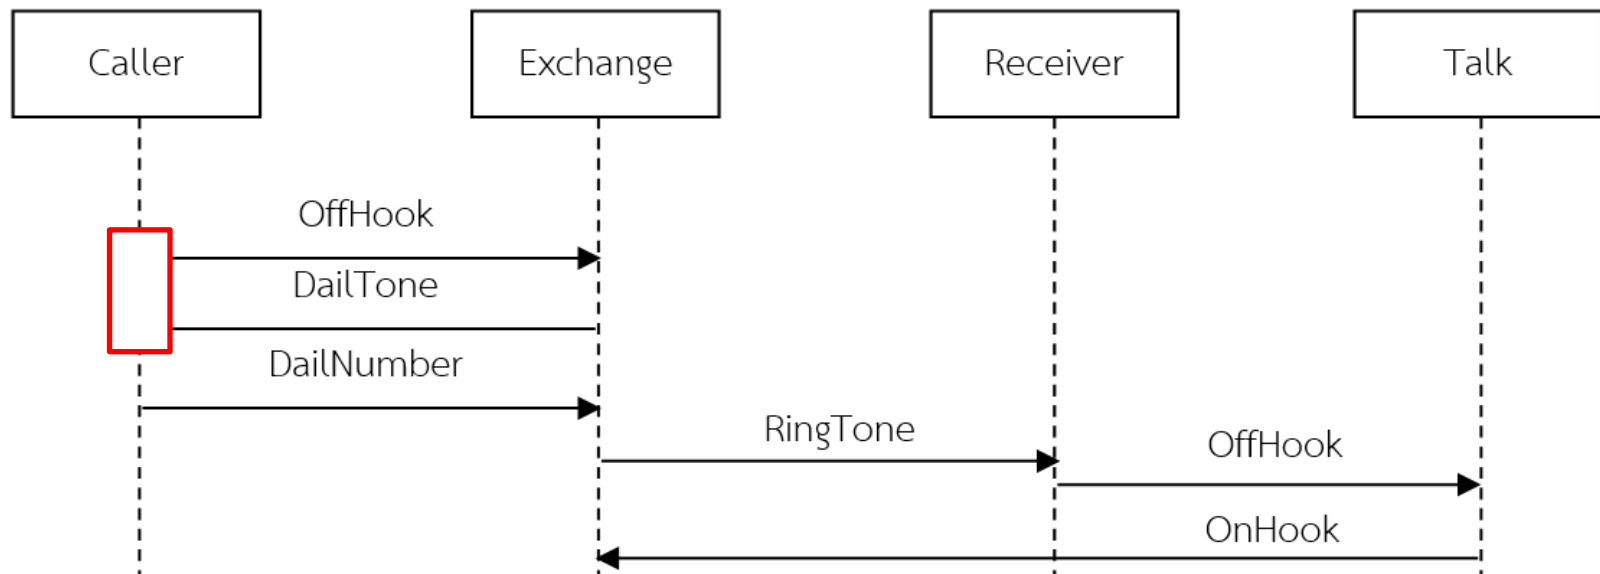 Caller
Exchange
Receiver
Talk
OffHook
DailTone
DailNumber
RingTone
OffHook
OnHook